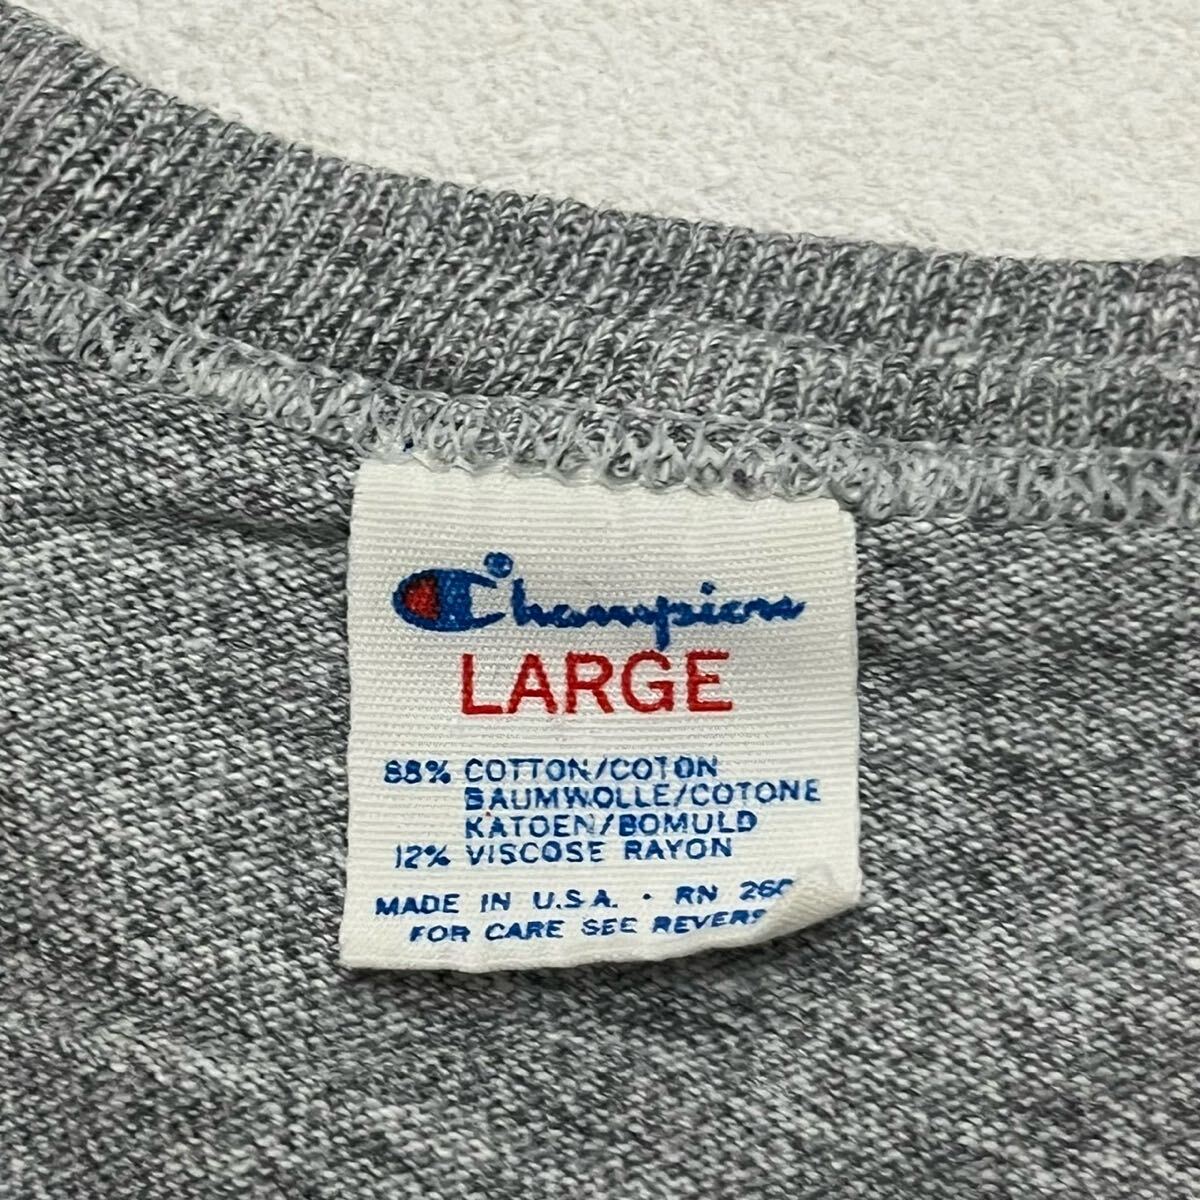 Champion
LARGE
88% COTTON/COTON
BAUMWOLLE/COTONE
KATOEN/BOMULD
12% VISCOSE RAYON
MADE IN U.S.A. · RN
FOR CARE SEE